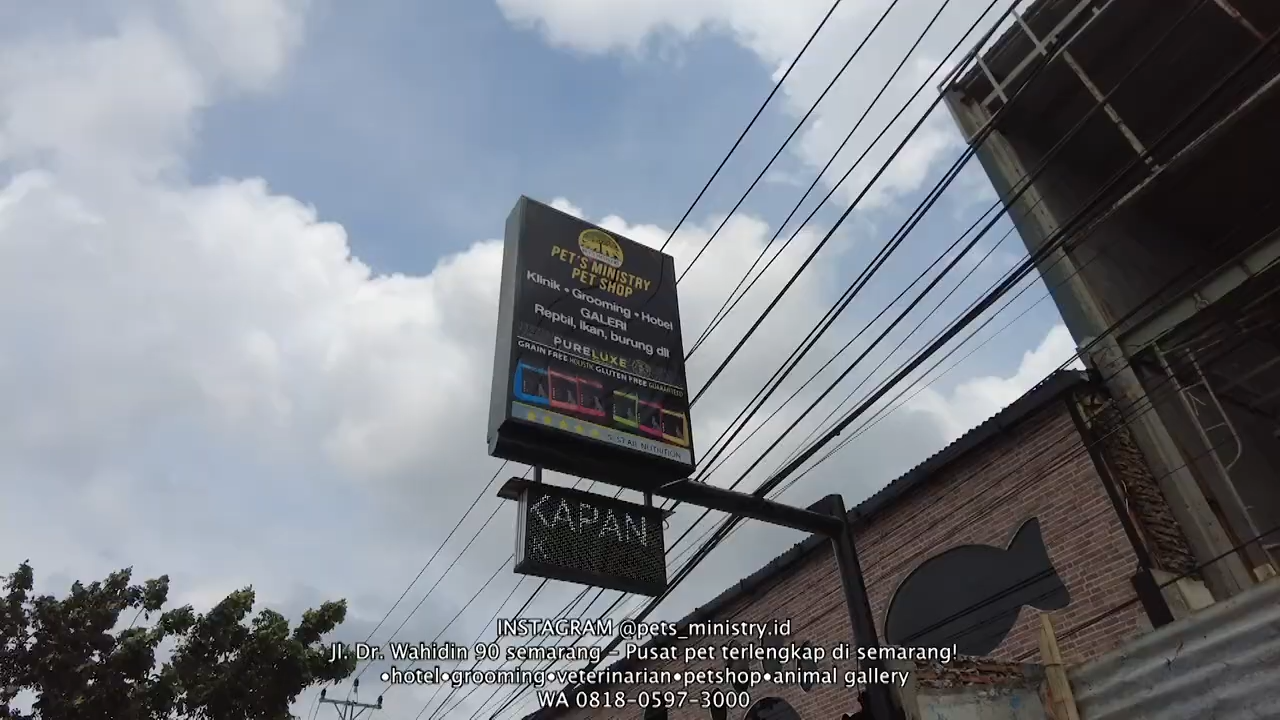 PET'S MINISTRY
PET SHOP
Klinik • Grooming • Hotel
GALERI
Reptil, ikan, burung dll
PURELUXE
GRAIN FREE HOLISTIC GLUTEN FREE GUARANTEED
5 STAR NUTRITION
KAPAN
INSTAGRAM @pets_ministry.id
Jl. Dr. Wahidin 90 semarang - Pusat pet terlengkap di semarang!
•hotel•grooming•veterinarian•petshop•animal gallery
WA 0818-0597-3000